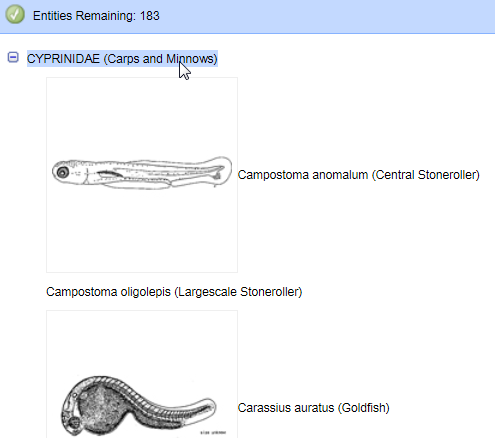 Entities Remaining: 183
CYPRINIDAE (Carps and Minnows)
Campostoma anomalum (Central Stoneroller)
Campostoma oligolepis (Largescale Stoneroller)
Carassius auratus (Goldfish)